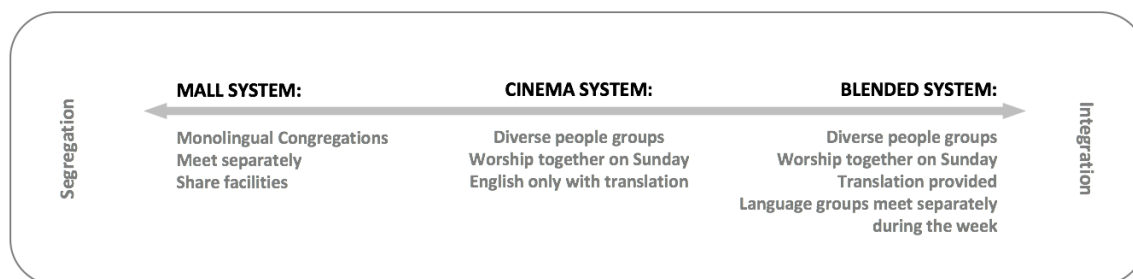 Segregation
MALL SYSTEM:
Monolingual Congregations
Meet separately
Share facilities
CINEMA SYSTEM:
Diverse people groups
Worship together on Sunday
English only with translation
BLENDED SYSTEM:
Diverse people groups
Worship together on Sunday
Translation provided
Language groups meet separately
during the week
Integration